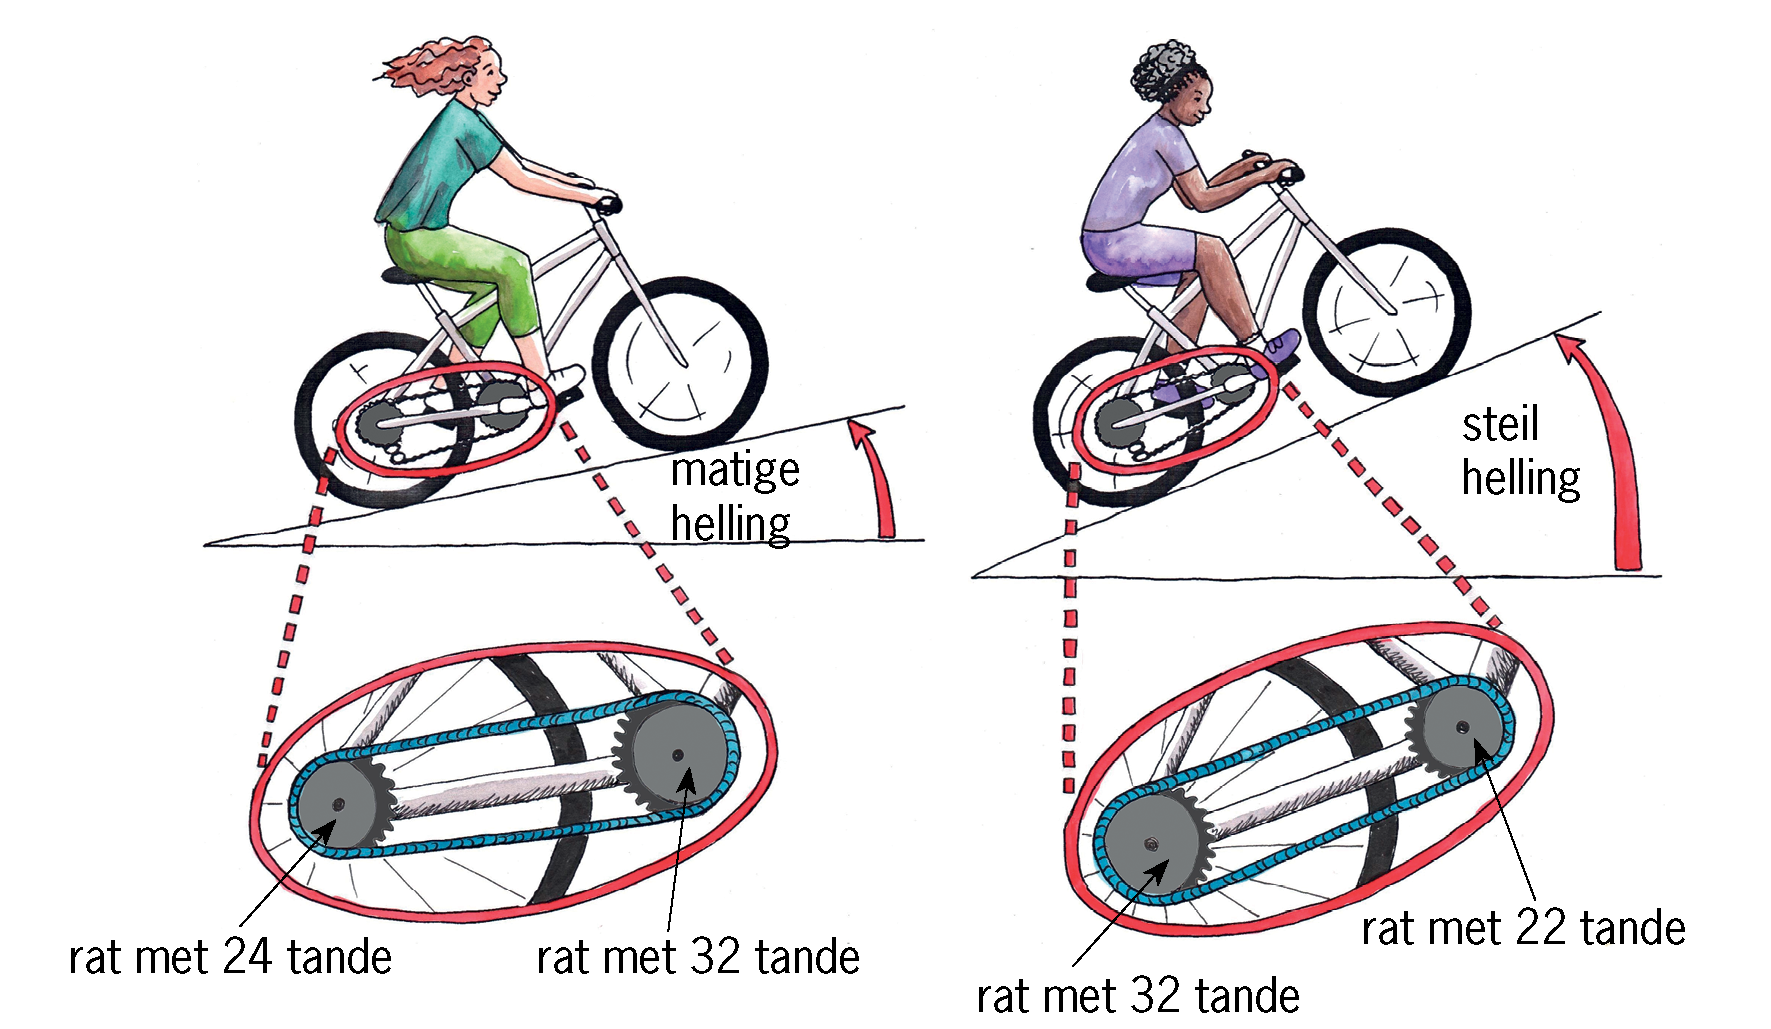 matige
helling
steil
helling
rat met 24 tande
rat met 32 tande
rat met 32 tande
rat met 22 tande